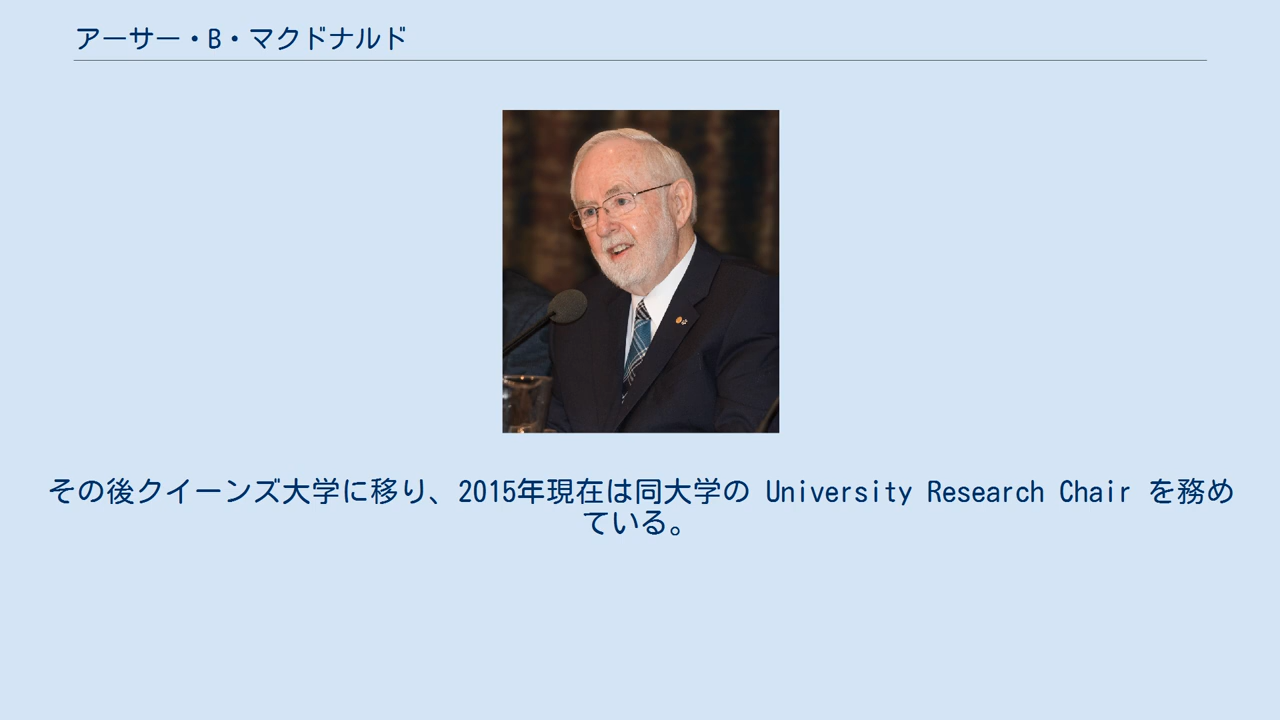 アーサー・B・マクドナルド
その後クイーンズ大学に移り、2015年現在は同大学の University Research Chair を務め
ている。